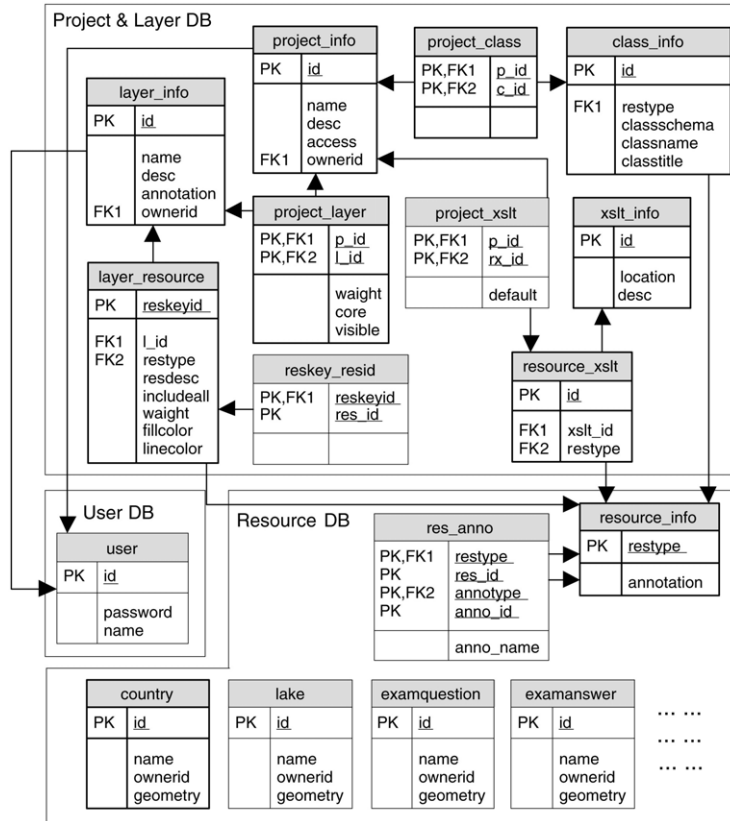 Project & Layer DB
project_info
PK id
name
desc
access
FK1 ownerid
project_class
PK,FK1 p_id
PK,FK2 c_id
class_info
PK id
FK1 restype
classschema
classname
classtitle
layer_info
PK id
name
desc
annotation
FK1 ownerid
project_layer
PK,FK1 p_id
PK,FK2 l_id
waight
core
visible
project_xslt
PK,FK1 p_id
PK,FK2 rx_id
default
xslt_info
PK id
location
desc
layer_resource
PK reskeyid
FK1 l_id
FK2 restype
resdesc
includeall
waight
fillcolor
linecolor
reskey_resid
PK,FK1 reskeyid
PK res_id
resource_xslt
PK id
FK1 xslt_id
FK2 restype
User DB
user
PK id
password
name
Resource DB
res_anno
PK,FK1 restype
PK res_id
PK,FK2 annotype
PK anno_id
anno_name
resource_info
PK restype
annotation
country
PK id
name
ownerid
geometry
lake
PK id
name
ownerid
geometry
examquestion
PK id
name
ownerid
geometry
examanswer
PK id
name
ownerid
geometry
... ...
... ...
... ...